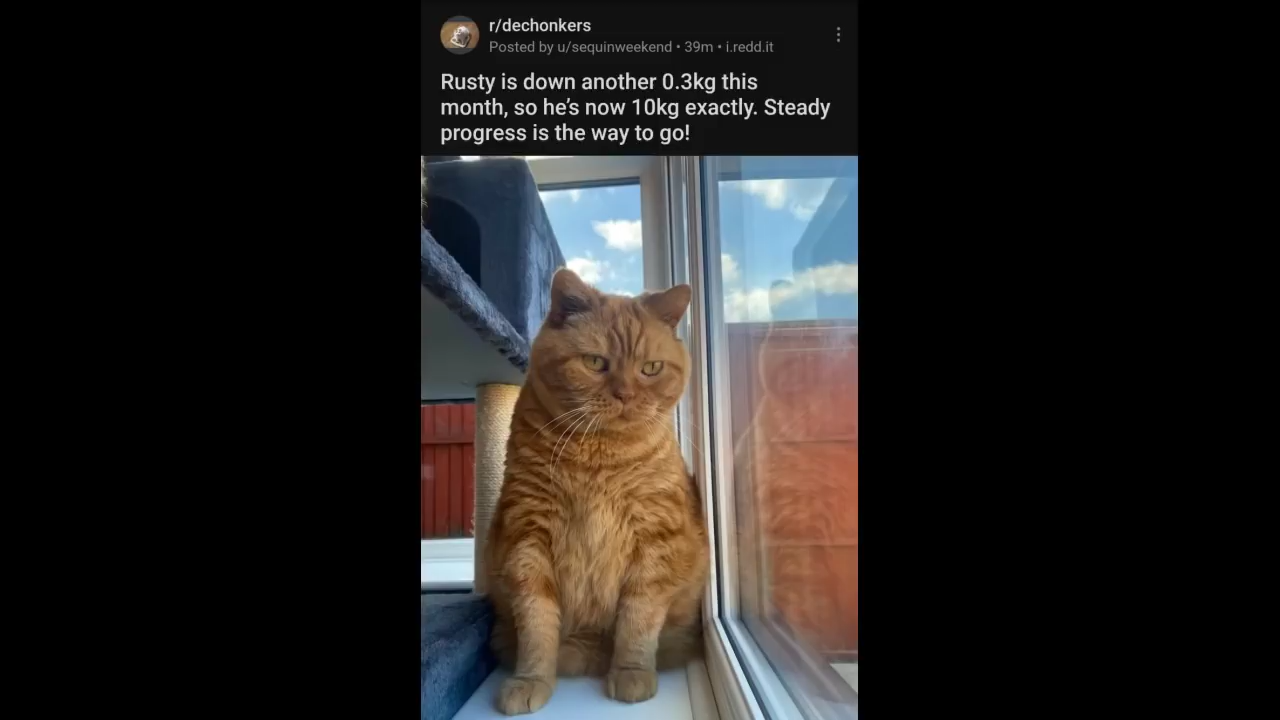 r/dechonkers
Posted by u/sequinweekend • 39m • i.redd.it
Rusty is down another 0.3kg this
month, so he's now 10kg exactly. Steady
progress is the way to go!